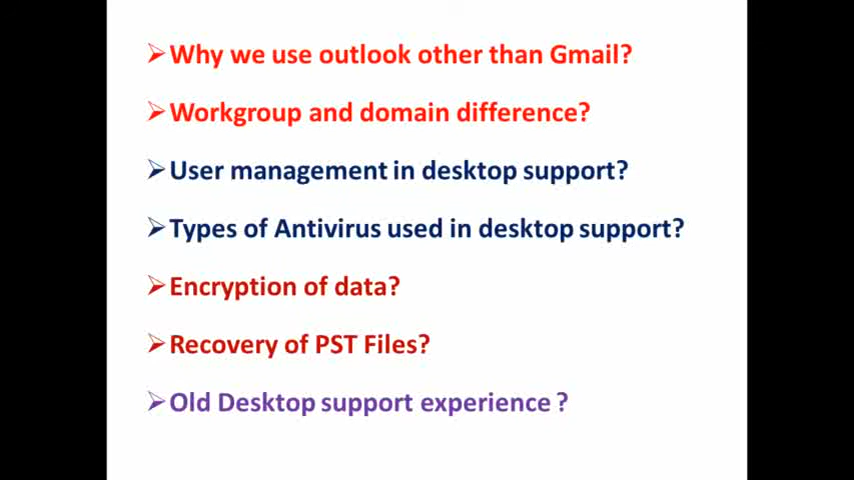 ➢Why we use outlook other than Gmail?
➢Workgroup and domain difference?
➢User management in desktop support?
➢Types of Antivirus used in desktop support?
➢Encryption of data?
➢Recovery of PST Files?
➢Old Desktop support experience ?